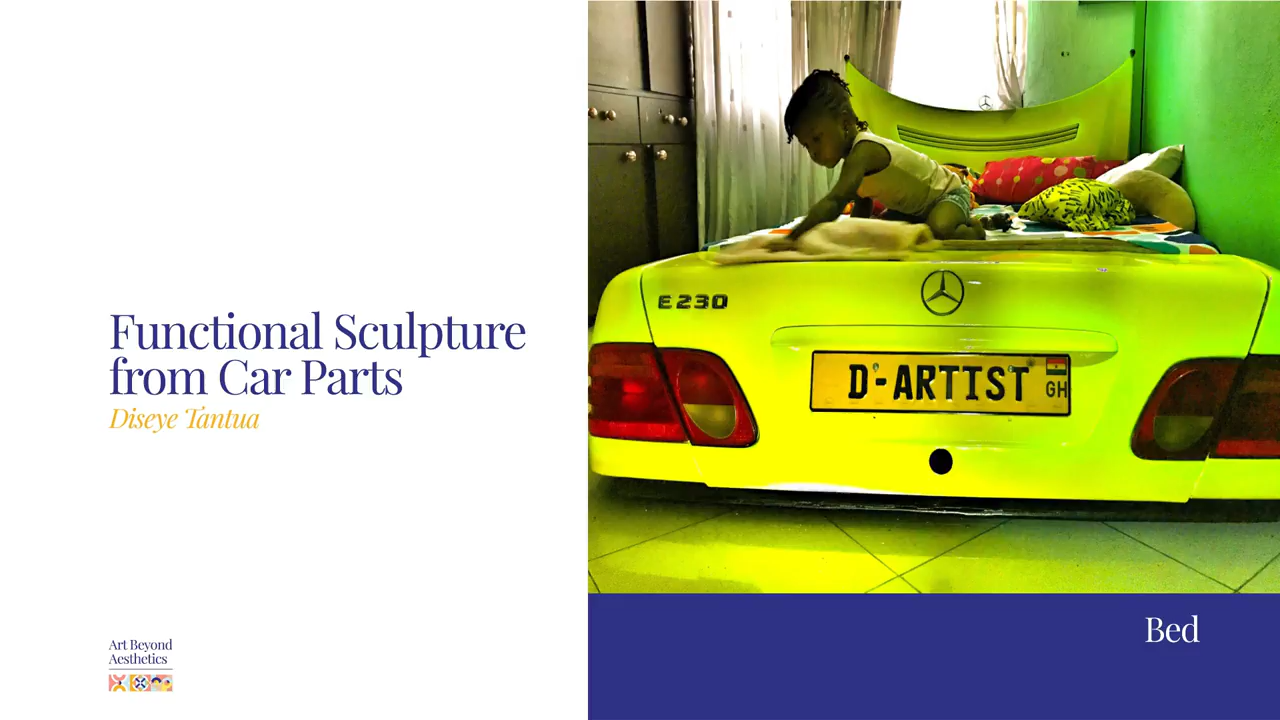 Functional Sculpture
from Car Parts
Diseye Tantua
Art Beyond
Aesthetics
E230
D-ARTIST
GH
Bed